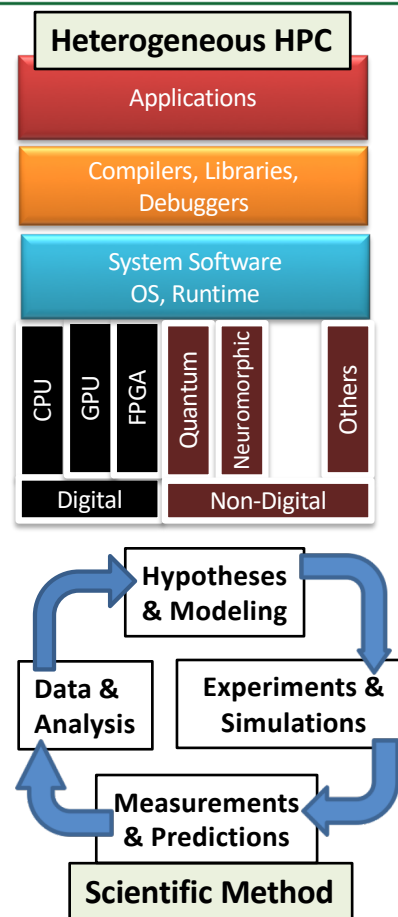 Heterogeneous HPC
Applications
Compilers, Libraries,
Debuggers
System Software
OS, Runtime
CPU
GPU
FPGA
Quantum
Neuromorphic
Others
Digital
Non-Digital
Hypotheses
& Modeling
Data &
Analysis
Experiments &
Simulations
Measurements
& Predictions
Scientific Method